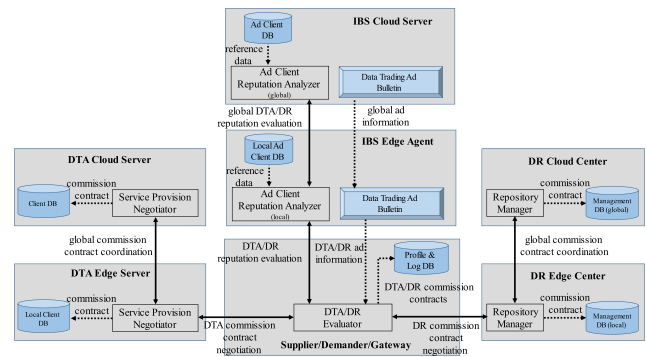 IBS Cloud Server
Ad Client
DB
reference
data
Ad Client
Reputation Analyzer
(global)
Data Trading Ad
Bulletin
global DTA/DR
reputation evaluation
global ad
information
IBS Edge Agent
Local Ad
Client DB
reference
data
Ad Client
Reputation Analyzer
(local)
Data Trading Ad
Bulletin
DTA Cloud Server
Client DB
commission
contract
Service Provision
Negotiator
global commission
contract coordination
DTA Edge Server
Local Client
DB
commission
contract
Service Provision
Negotiator
DR Cloud Center
Repository
Manager
commission
contract
Management
DB (global)
global commission
contract coordination
DR Edge Center
Repository
Manager
commission
contract
Management
DB (local)
DTA/DR
reputation evaluation
DTA/DR ad
information
Profile &
Log DB
DTA/DR commission
contracts
DTA/DR
Evaluator
DTA commission
contract
negotiation
DR commission
contract
negotiation
Supplier/Demander/Gateway